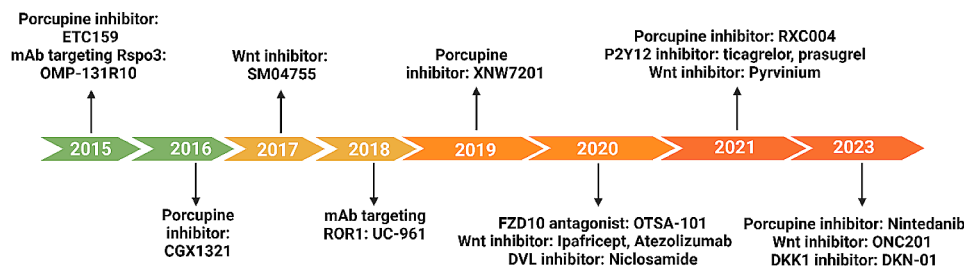 Porcupine inhibitor:
ETC159
mAb targeting Rspo3:
OMP-131R10
Wnt inhibitor:
SM04755
Porcupine
inhibitor: XNW7201
Porcupine inhibitor: RXC004
P2Y12 inhibitor: ticagrelor, prasugrel
Wnt inhibitor: Pyrvinium
2015
2016
2017
2018
2019
2020
2021
2023
Porcupine
inhibitor:
CGX1321
mAb targeting
ROR1: UC-961
FZD10 antagonist: OTSA-101
Wnt inhibitor: Ipafricept, Atezolizumab
DVL inhibitor: Niclosamide
Porcupine inhibitor: Nintedanib
Wnt inhibitor: ONC201
DKK1 inhibitor: DKN-01